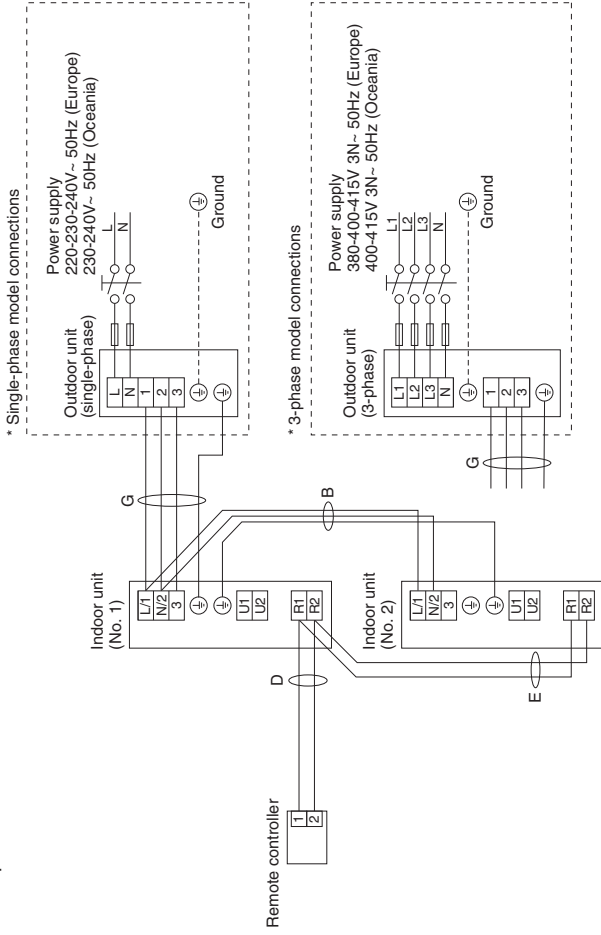 * Single-phase model connections
Power supply
220-230-240V~ 50Hz (Europe)
230-240V~ 50Hz (Oceania)
Outdoor unit
(single-phase)
L
N
Ground
L
N
1
2
3
G
Indoor unit
(No. 1)
L/1
N/2
3
U1
U2
R1
R2
B
D
Remote controller
1
2
E
Indoor unit
(No. 2)
L/1
N/2
3
U1
U2
R1
R2
* 3-phase model connections
Power supply
380-400-415V 3N~ 50Hz (Europe)
400-415V 3N~ 50Hz (Oceania)
Outdoor unit
(3-phase)
L1
L2
L3
N
Ground
L1
L2
L3
N
1
2
3
G